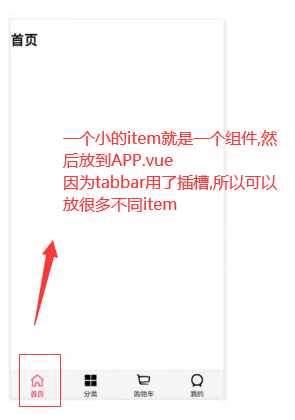 首页
一个小的item就是一个组件,然
后放到APP.vue
因为tabbar用了插槽,所以可以
放很多不同item
首页 分类 购物车 我的